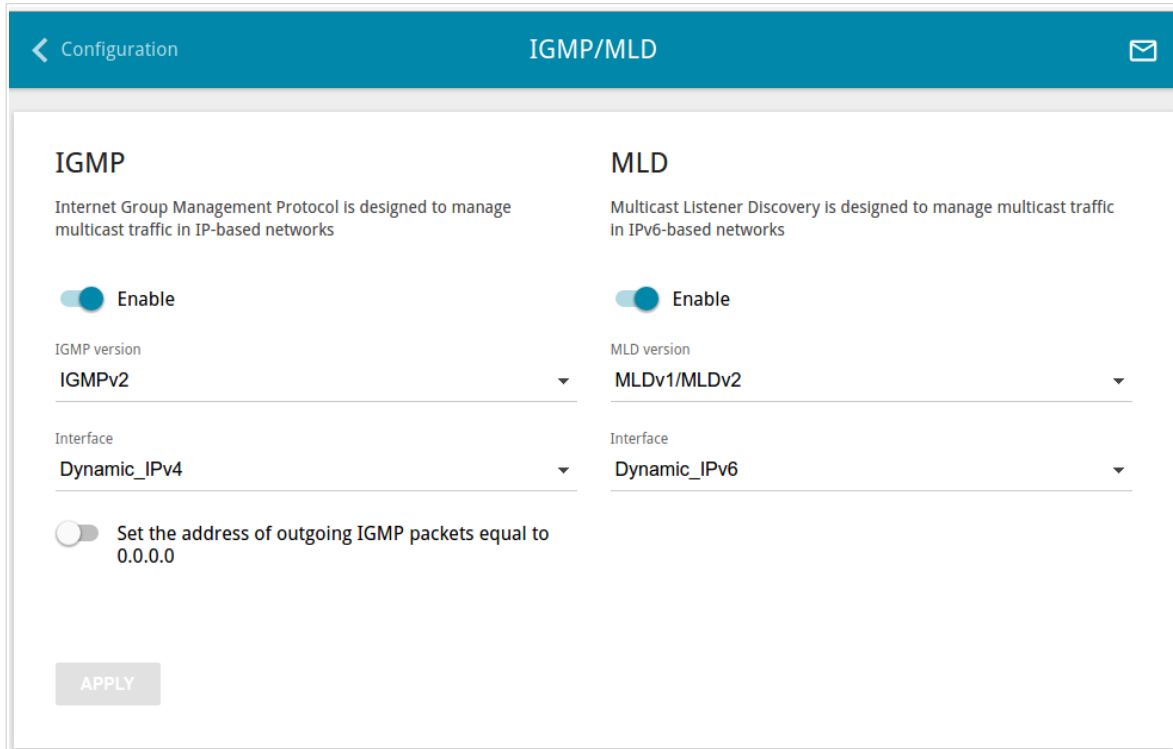 Configuration
IGMP/MLD
IGMP
Internet Group Management Protocol is designed to manage
multicast traffic in IP-based networks
Enable
IGMP version
IGMPv2
Interface
Dynamic_IPv4
Set the address of outgoing IGMP packets equal to
0.0.0.0
APPLY
MLD
Multicast Listener Discovery is designed to manage multicast traffic
in IPv6-based networks
Enable
MLD version
MLDv1/MLDv2
Interface
Dynamic_IPv6